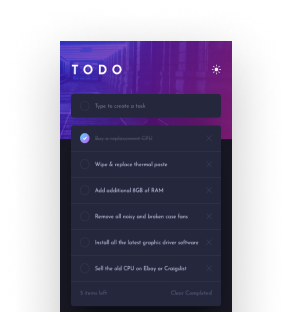 TODO
Type to create a task
Buy a replacement CPU
Wipe & replace thermal paste
Add additional 8GB of RAM
Remove all noisy and broken case fans
Install all the latest graphic driver software
Sell the old CPU on Ebay or Craigslist
5 items left
Clear Completed